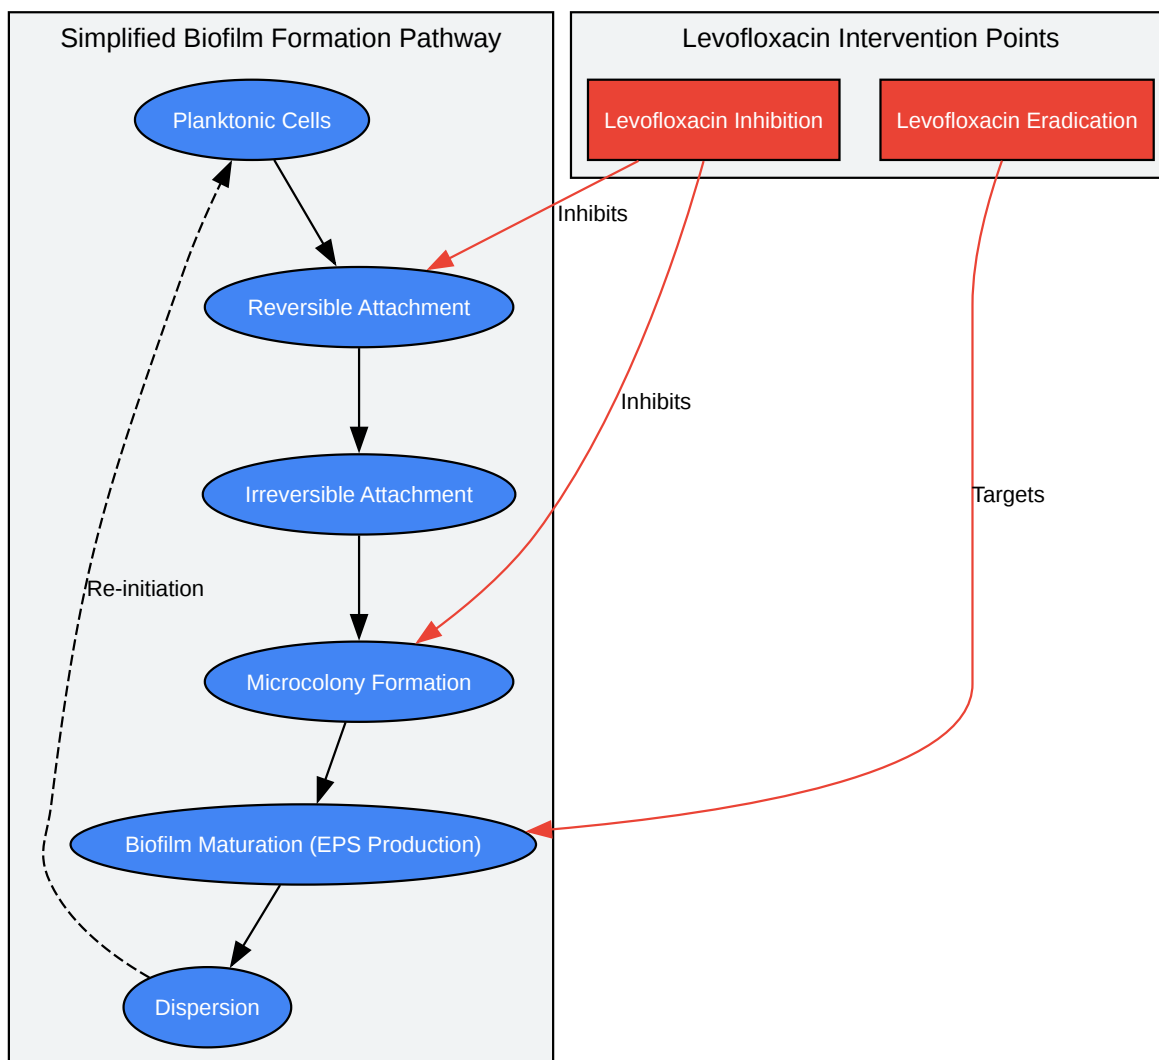 Simplified Biofilm Formation Pathway
Levofloxacin Intervention Points
Planktonic Cells
Levofloxacin Inhibition
Levofloxacin Eradication
Inhibits
Reversible Attachment
Inhibits
Irreversible Attachment
Targets
Re-initiation
Microcolony Formation
Biofilm Maturation (EPS Production)
Dispersion